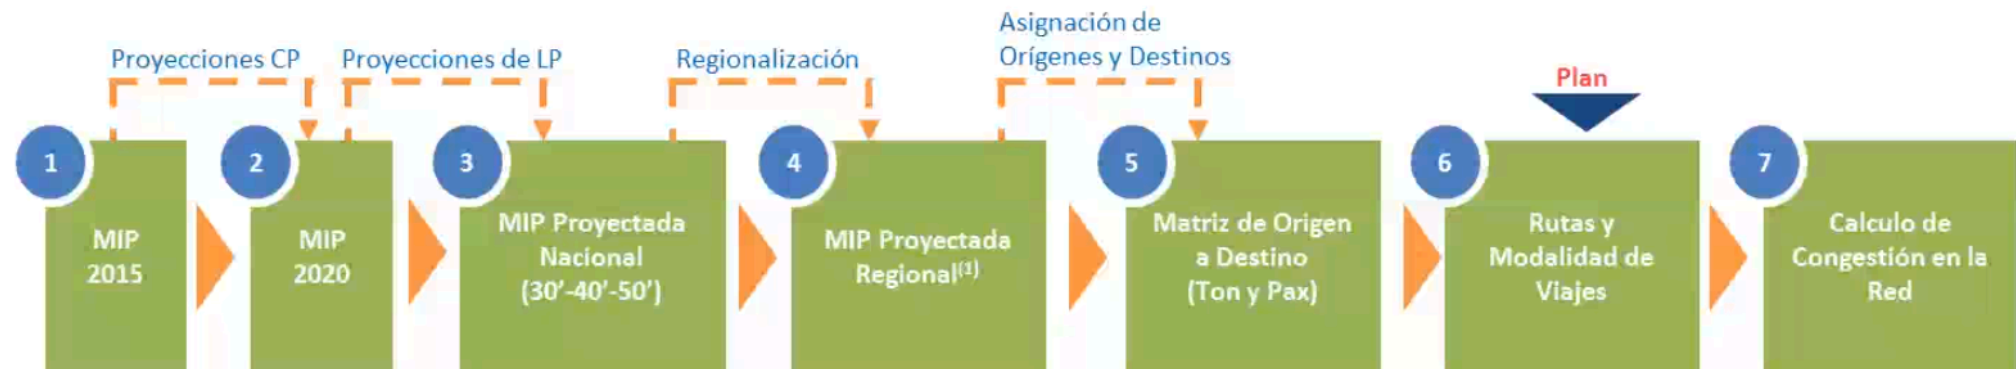 Proyecciones CP
Proyecciones de LP
Regionalización
Asignación de
Orígenes y Destinos
Plan
1
MIP
2015
2
MIP
2020
3
MIP Proyectada
Nacional
(30’-40’-50’)
4
MIP Proyectada
Regional(1)
5
Matriz de Origen
a Destino
(Ton y Pax)
6
Rutas y
Modalidad de
Viajes
7
Calculo de
Congestión en la
Red